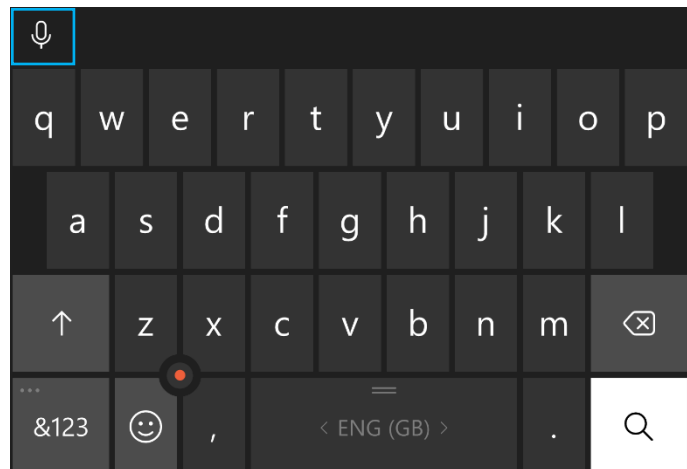 q w e r t y u i o p
a s d f g h j k l
z x c v b n m
&123 , < ENG (GB) > .